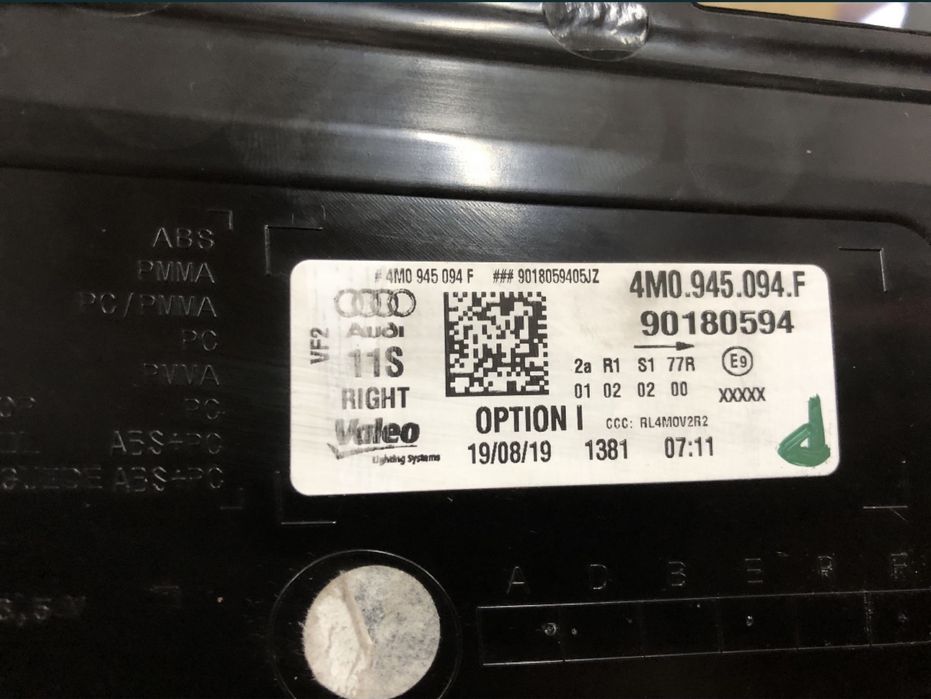 ABS
PMMA
PC/PMMA
PC
PMMA
PC
ABS+PC
ABS+PC
# 4M0 945 094 F ### 9018059405JZ
4M0.945.094.F
90180594
VF2
Audi
11S
RIGHT
Valeo
Lighting Systems
2a R1 S1 77R
01 02 02 00
E9
XXXXX
OPTION I
CCC: RL4M0V2R2
19/08/19 1381 07:11
A D B E R F